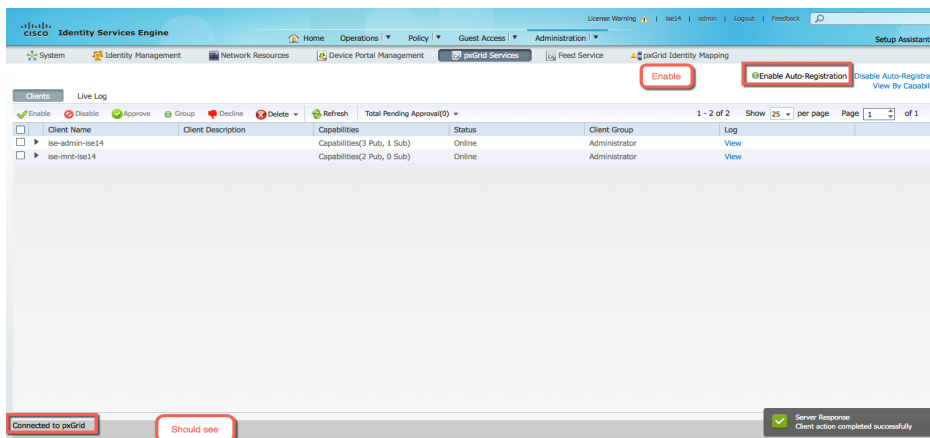 License Warning | ise14 | admin | Logout | Feedback
CISCO Identity Services Engine
Home Operations Policy Guest Access Administration Setup Assistant
System Identity Management Network Resources Device Portal Management pxGrid Services Feed Service pxGrid Identity Mapping
Enable
Enable Auto-Registration Disable Auto-Registra
View By Capabil
Clients Live Log
Enable Disable Approve Group Decline Delete Refresh Total Pending Approval(0) 1 - 2 of 2 Show 25 per page Page 1 of 1
Client Name Client Description Capabilities Status Client Group Log
ise-admin-ise14 Capabilities(3 Pub, 1 Sub) Online Administrator View
ise-mnt-ise14 Capabilities(2 Pub, 0 Sub) Online Administrator View
Connected to pxGrid
Should see
Server Response
Client action completed successfully